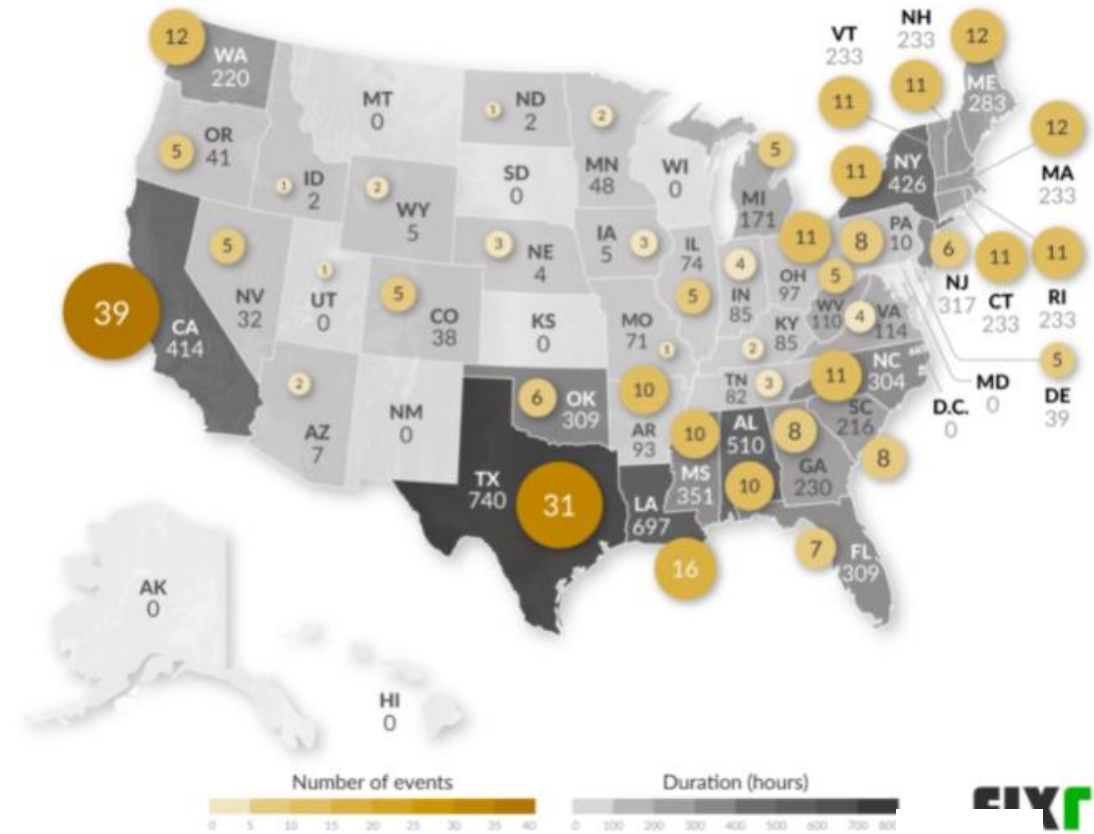 12
WA
220
MT
0
1
ND
2
2
MN
48
VT
233
NH
233
12
ME
283
11
11
12
MA
233
5
OR
41
1
ID
2
2
WY
5
SD
0
WI
0
5
MI
171
11
NY
426
5
NV
32
1
UT
0
5
CO
38
3
NE
4
IA
5
3
IL
74
5
4
IN
85
11
OH
97
8
PA
10
6
NJ
317
11
CT
233
11
RI
233
39
CA
414
KS
0
MO
71
1
2
KY
85
5
WV
110
4
VA
114
5
DE
39
MD
0
D.C.
0
2
AZ
7
NM
0
6
OK
309
10
AR
93
TN
82
3
11
NC
304
SC
216
8
TX
740
31
LA
697
16
10
MS
351
AL
510
10
8
GA
230
7
FL
309
AK
0
HI
0
Number of events
0 5 10 15 20 25 30 35 40
Duration (hours)
0 100 200 300 400 500 600 700 800